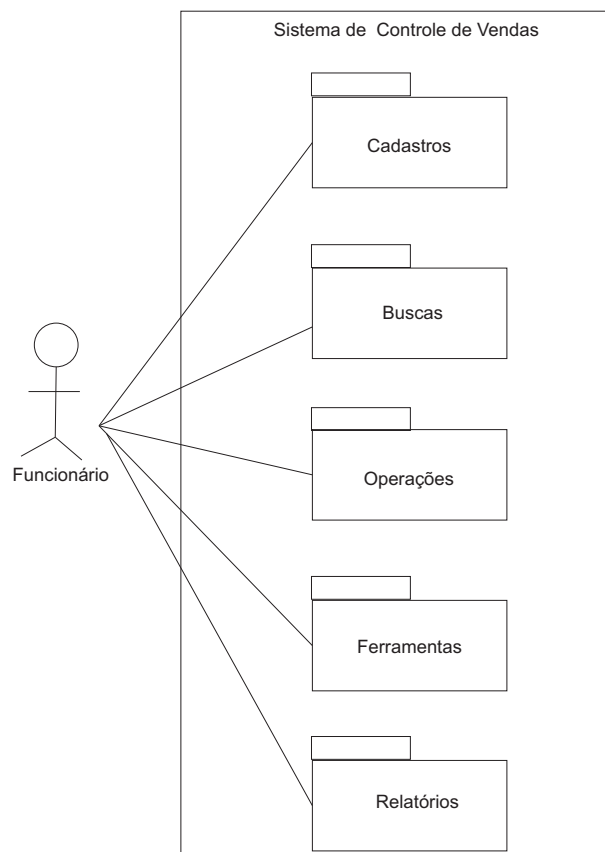 Sistema de Controle de Vendas
Cadastros
Buscas
Operações
Funcionário
Ferramentas
Relatórios